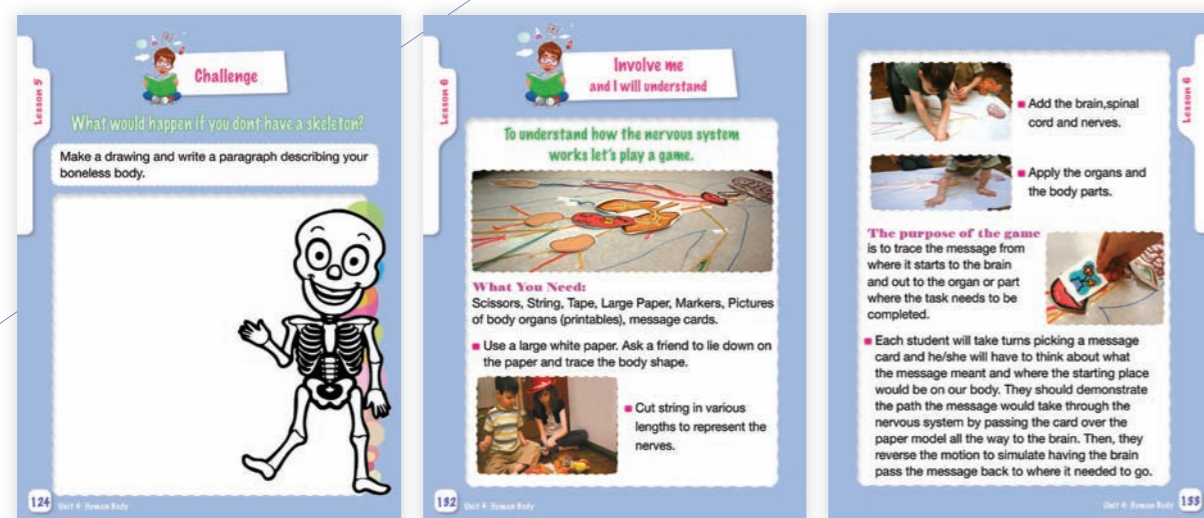 Lesson 5
Challenge
What would happen if you dont have a skeleton?
Make a drawing and write a paragraph describing your
boneless body.
124
Unit 4: Human Body
Lesson 6
Involve me
and I will understand
To understand how the nervous system
works let's play a game.
What You Need:
Scissors, String, Tape, Large Paper, Markers, Pictures
of body organs (printables), message cards.
Use a large white paper. Ask a friend to lie down on
the paper and trace the body shape.
Cut string in various
lengths to represent the
nerves.
132
Unit 4: Human Body
Lesson 6
Add the brain,spinal
cord and nerves.
Apply the organs and
the body parts.
The purpose of the game
is to trace the message from
where it starts to the brain
and out to the organ or part
where the task needs to be
completed.
Each student will take turns picking a message
card and he/she will have to think about what
the message meant and where the starting place
would be on our body. They should demonstrate
the path the message would take through the
nervous system by passing the card over the
paper model all the way to the brain. Then, they
reverse the motion to simulate having the brain
pass the message back to where it needed to go.
Unit 4: Human Body
133